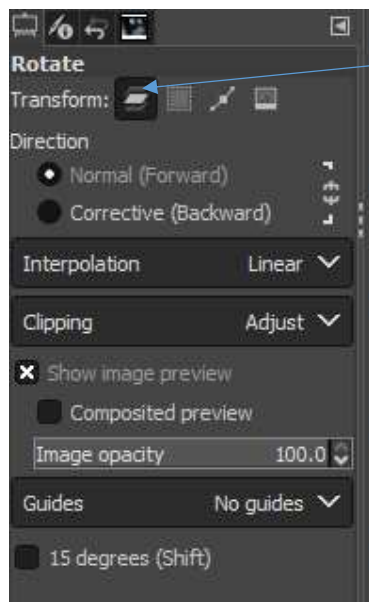 Rotate
Transform:
Direction
Normal (Forward)
Corrective (Backward)
Interpolation Linear
Clipping Adjust
Show image preview
Composited preview
Image opacity 100.0
Guides No guides
15 degrees (Shift)